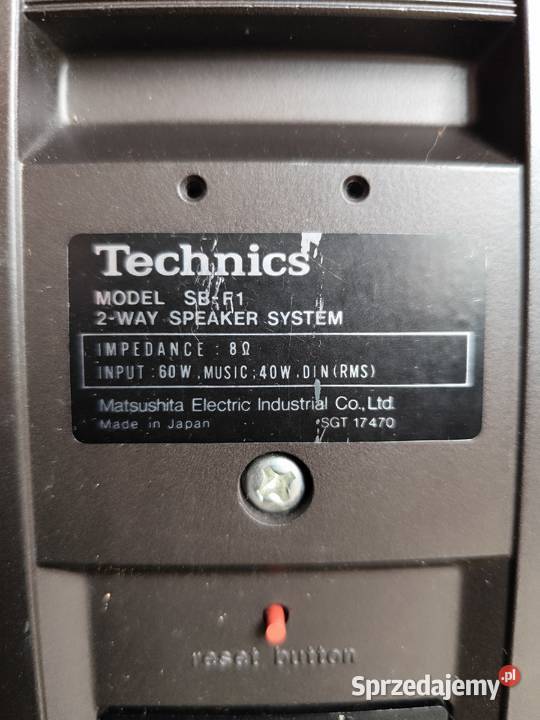 Technics
MODEL SB-F1
2-WAY SPEAKER SYSTEM
IMPEDANCE : 8Ω
INPUT : 60W, MUSIC; 40W, DIN(RMS)
Matsushita Electric Industrial Co., Ltd.
Made in Japan SGT 17470
reset button
Sprzedajemy.pl